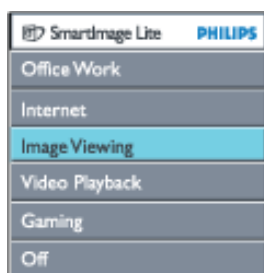 SmartImage Lite PHILIPS
Office Work
Internet
Image Viewing
Video Playback
Gaming
Off